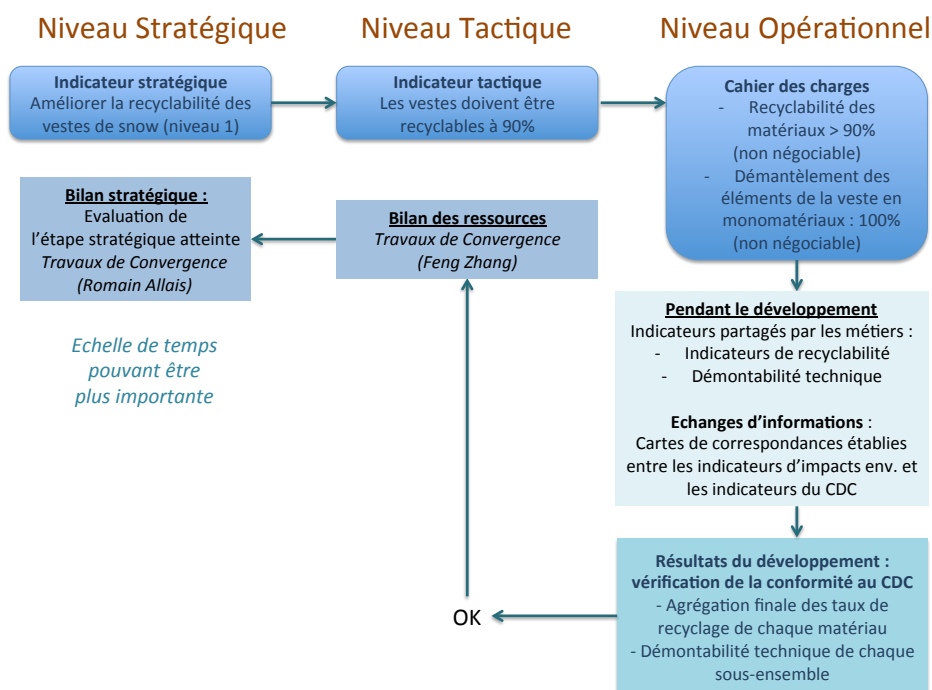 Niveau Stratégique
Niveau Tactique
Niveau Opérationnel
Indicateur stratégique
Améliorer la recyclabilité des
vestes de snow (niveau 1)
Indicateur tactique
Les vestes doivent être
recyclables à 90%
Cahier des charges
- Recyclabilité des
matériaux > 90%
(non négociable)
- Démantèlement des
éléments de la veste en
monomatériaux : 100%
(non négociable)
Bilan stratégique :
Evaluation de
l'étape stratégique atteinte
Travaux de Convergence
(Romain Allais)
Bilan des ressources
Travaux de Convergence
(Feng Zhang)
Echelle de temps
pouvant être
plus importante
Pendant le développement
Indicateurs partagés par les métiers :
- Indicateurs de recyclabilité
- Démontabilité technique
Echanges d'informations :
Cartes de correspondances établies
entre les indicateurs d'impacts env. et
les indicateurs du CDC
Résultats du développement :
vérification de la conformité au CDC
- Agrégation finale des taux de
recyclage de chaque matériau
- Démontabilité technique de chaque
sous-ensemble
OK